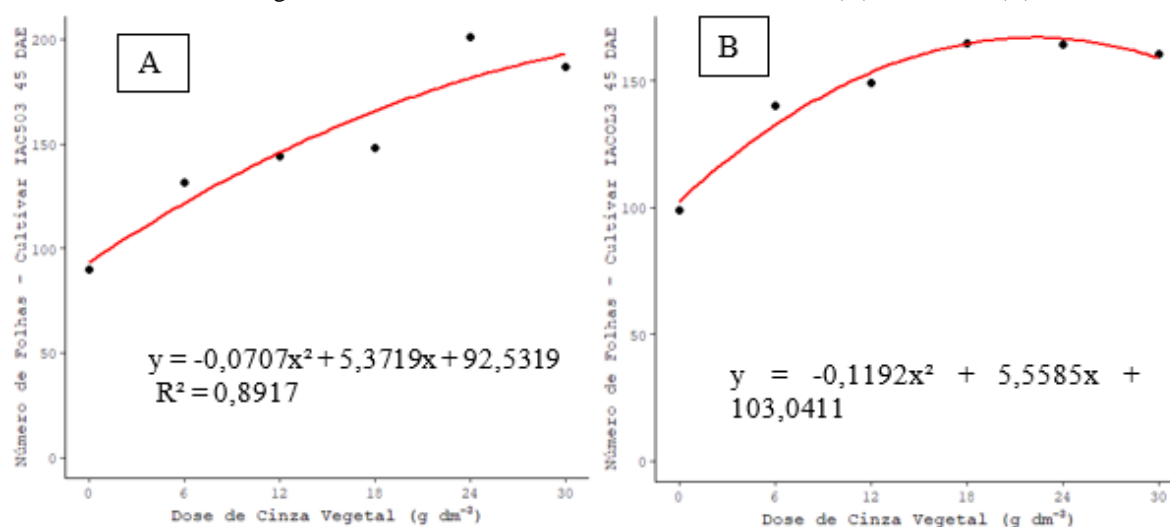 A
Número de Folhas - Cultivar IAC503 45 DAE
200
150
100
50
0
y = -0,0707x² + 5,3719x + 92,5319
R² = 0,8917
0 6 12 18 24 30
Dose de Cinza Vegetal (g dm⁻³)
B
Número de Folhas - Cultivar IACOL3 45 DAE
150
100
50
0
y = -0,1192x² + 5,5585x +
103,0411
0 6 12 18 24 30
Dose de Cinza Vegetal (g dm⁻³)